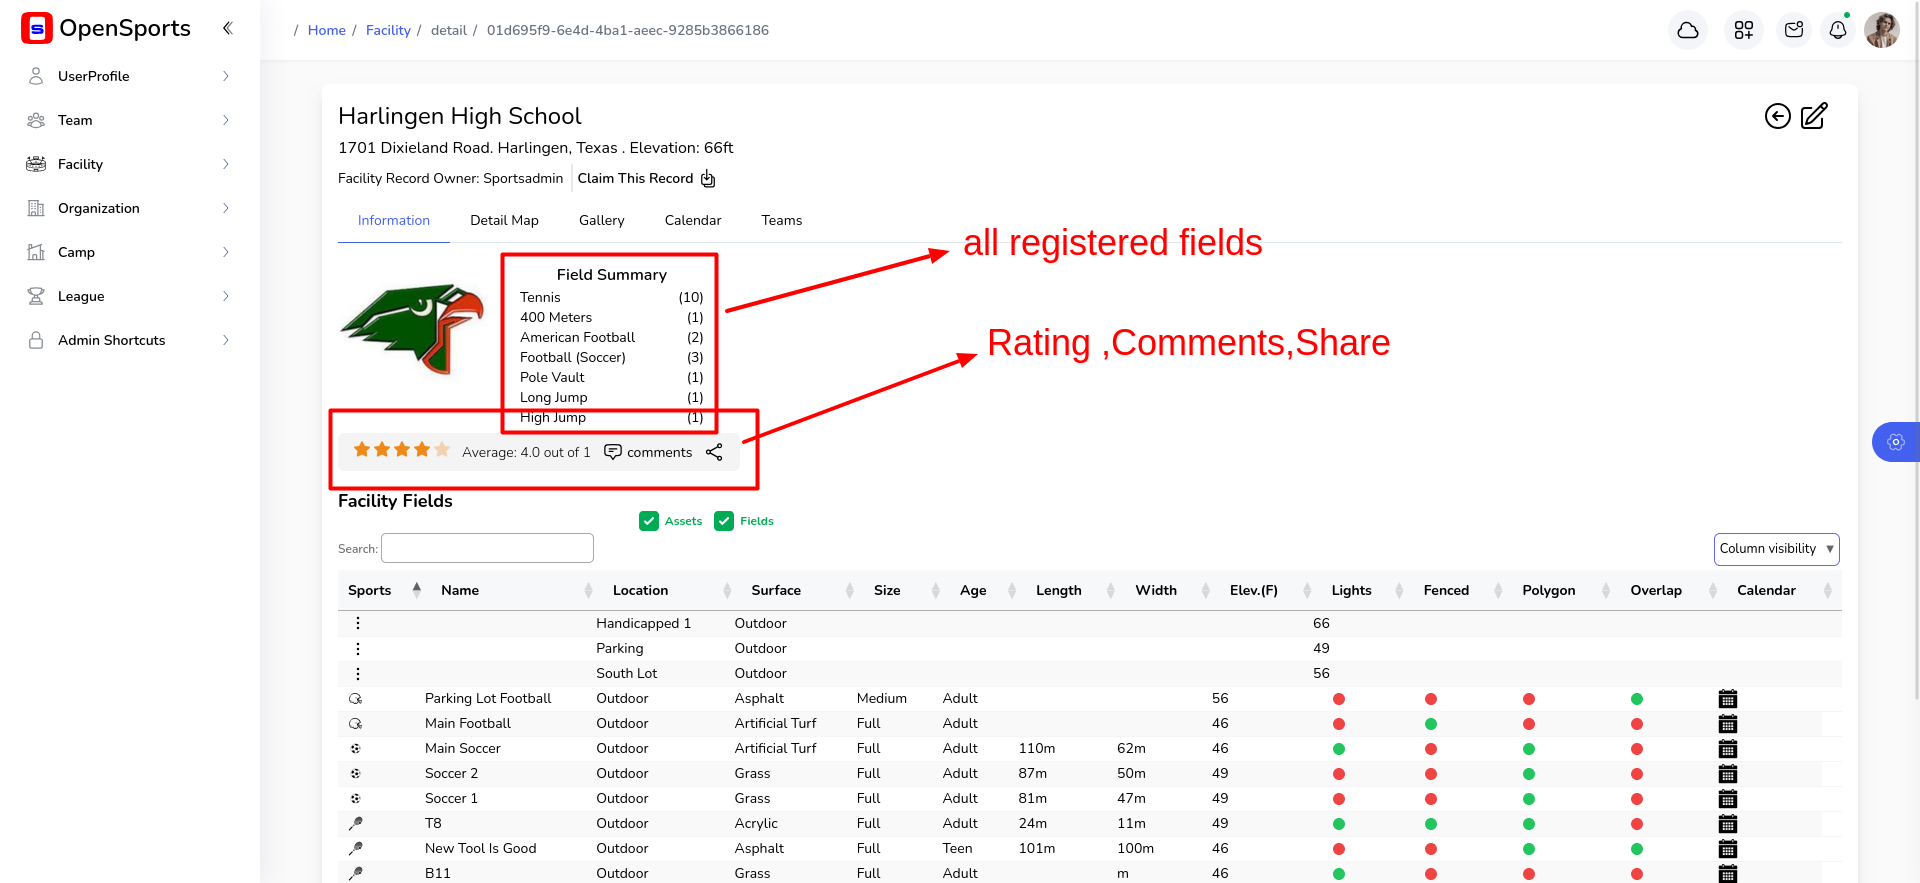 OpenSports
/ Home / Facility / detail / 01d695f9-6e4d-4ba1-aeec-9285b3866186
UserProfile
Team
Facility
Organization
Camp
League
Admin Shortcuts
Harlingen High School
1701 Dixieland Road. Harlingen, Texas . Elevation: 66ft
Facility Record Owner: Sportsadmin Claim This Record
Information Detail Map Gallery Calendar Teams
all registered fields
Field Summary
Tennis (10)
400 Meters (1)
American Football (2)
Football (Soccer) (3)
Pole Vault (1)
Long Jump (1)
High Jump (1)
Rating ,Comments,Share
Average: 4.0 out of 1 comments
Facility Fields
Assets Fields
Search:
Column visibility ▼
Sports Name Location Surface Size Age Length Width Elev.(F) Lights Fenced Polygon Overlap Calendar
Handicapped 1 Outdoor 66
Parking Outdoor 49
South Lot Outdoor 56
Parking Lot Football Outdoor Asphalt Medium Adult 56
Main Football Outdoor Artificial Turf Full Adult 46
Main Soccer Outdoor Artificial Turf Full Adult 110m 62m 46
Soccer 2 Outdoor Grass Full Adult 87m 50m 49
Soccer 1 Outdoor Grass Full Adult 81m 47m 49
T8 Outdoor Acrylic Full Adult 24m 11m 49
New Tool Is Good Outdoor Asphalt Full Teen 101m 100m 46
B11 Outdoor Grass Full Adult m 46